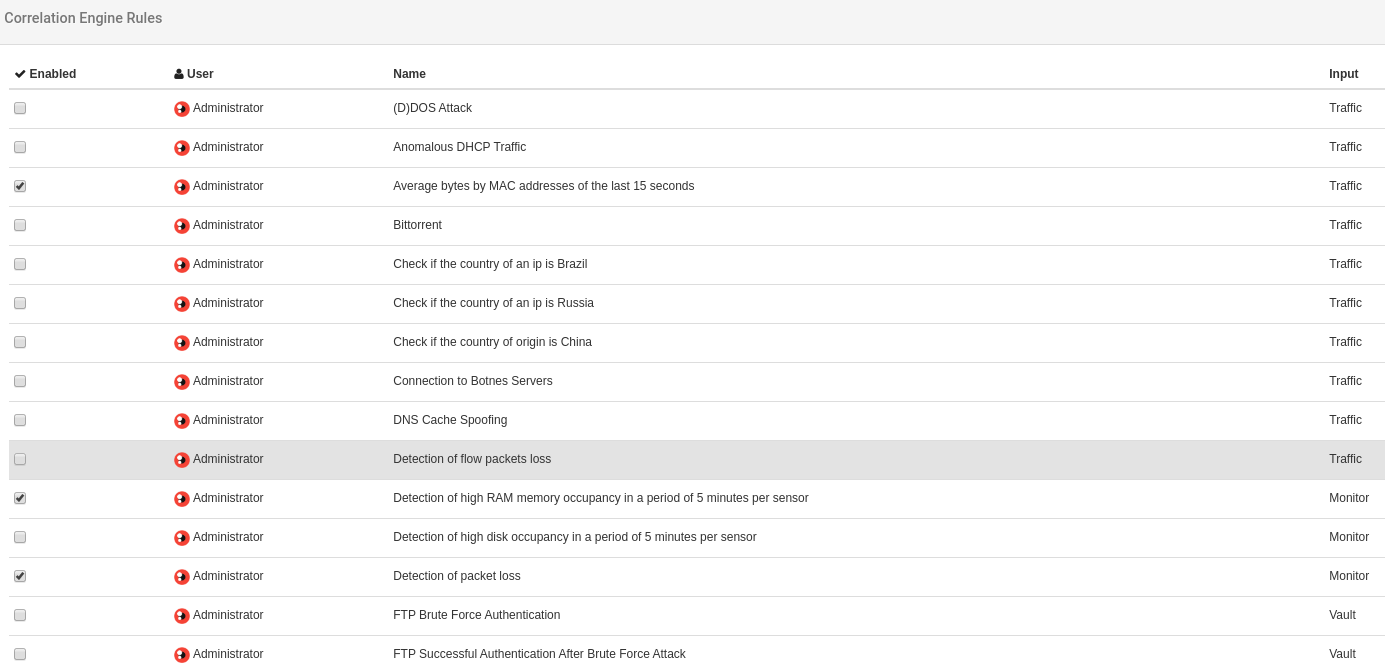 Correlation Engine Rules
Enabled User Name Input
Administrator (D)DOS Attack Traffic
Administrator Anomalous DHCP Traffic Traffic
Administrator Average bytes by MAC addresses of the last 15 seconds Traffic
Administrator Bittorrent Traffic
Administrator Check if the country of an ip is Brazil Traffic
Administrator Check if the country of an ip is Russia Traffic
Administrator Check if the country of origin is China Traffic
Administrator Connection to Botnes Servers Traffic
Administrator DNS Cache Spoofing Traffic
Administrator Detection of flow packets loss Traffic
Administrator Detection of high RAM memory occupancy in a period of 5 minutes per sensor Monitor
Administrator Detection of high disk occupancy in a period of 5 minutes per sensor Monitor
Administrator Detection of packet loss Monitor
Administrator FTP Brute Force Authentication Vault
Administrator FTP Successful Authentication After Brute Force Attack Vault